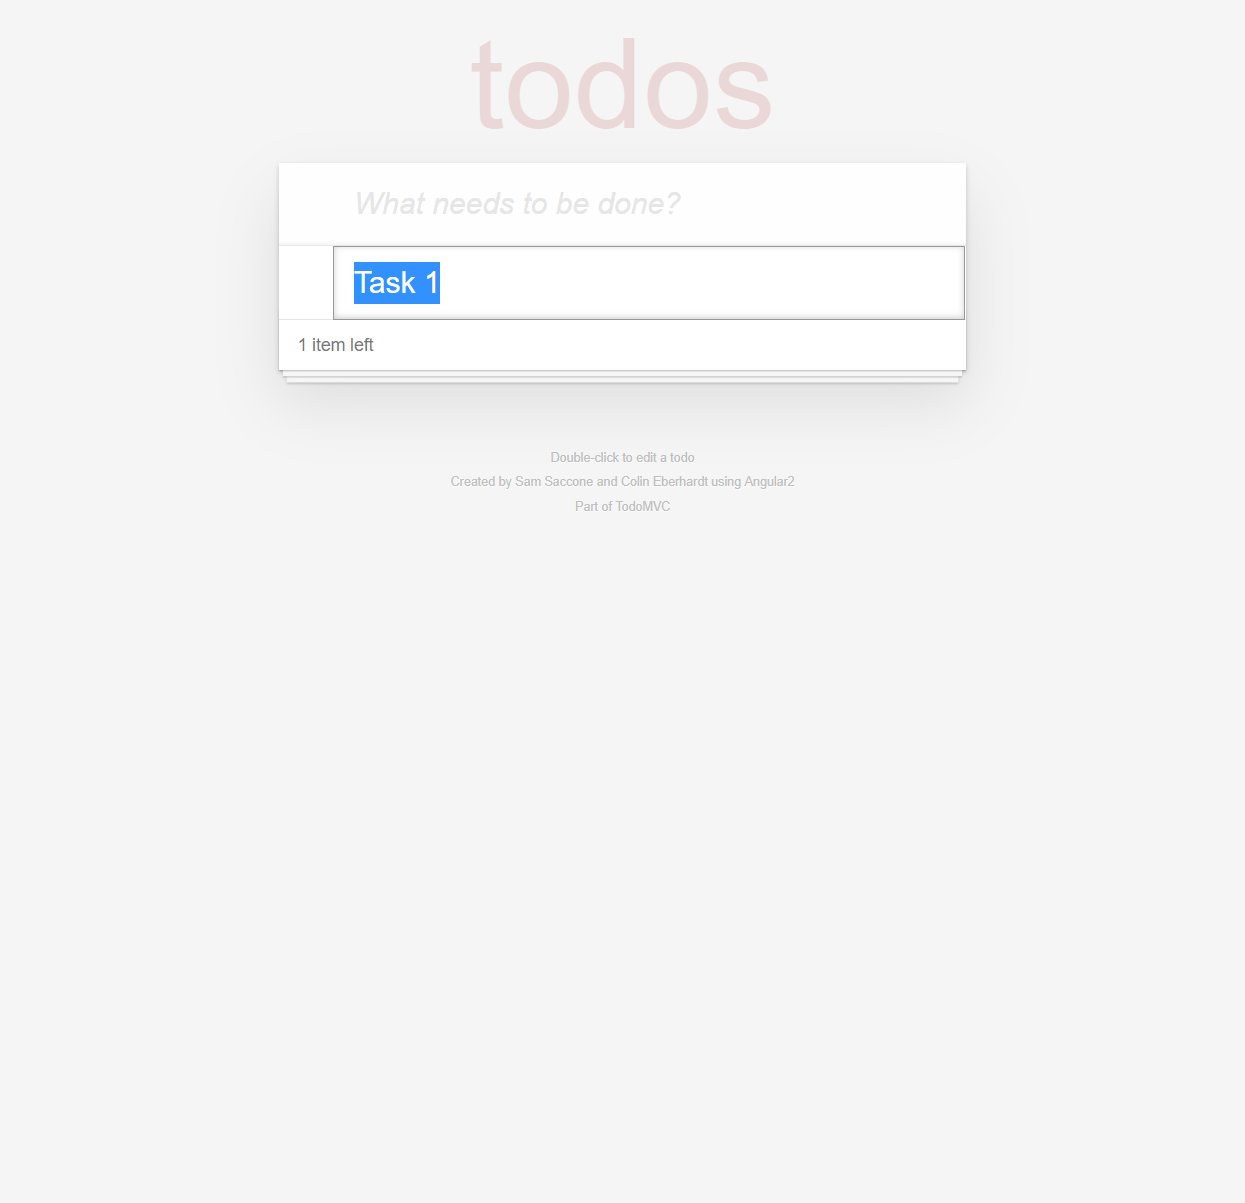 todos
What needs to be done?
Task 1
1 item left
Double-click to edit a todo
Created by Sam Saccone and Colin Eberhardt using Angular2
Part of TodoMVC